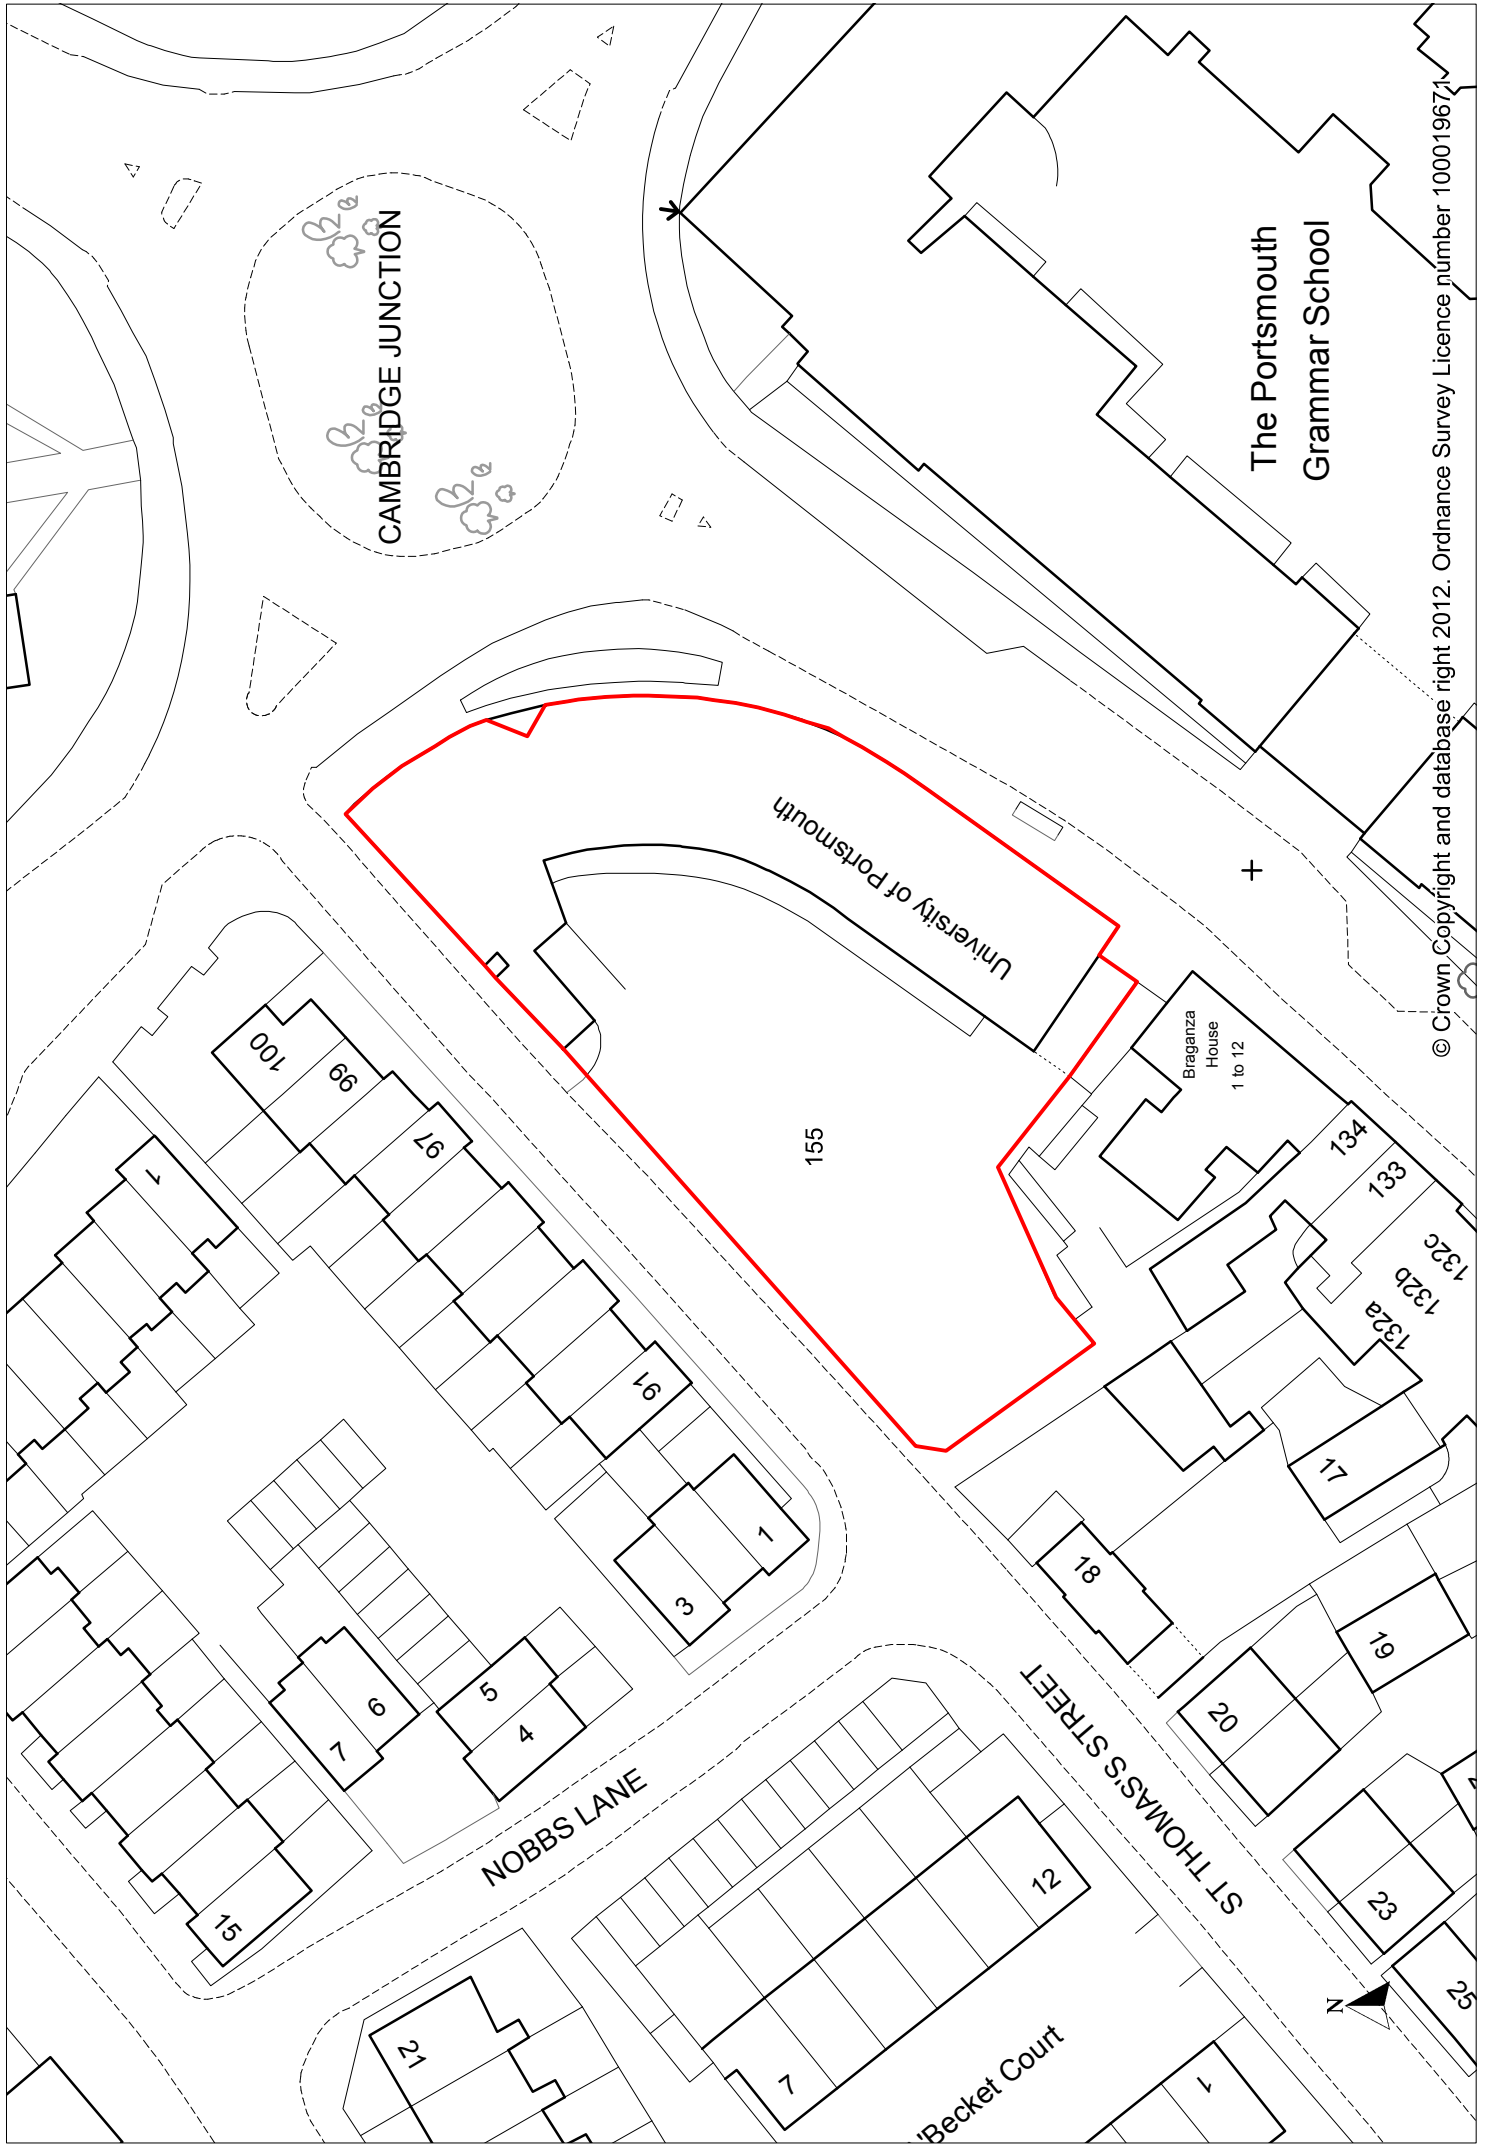 CAMBRIDGE JUNCTION
The Portsmouth
Grammar School
© Crown Copyright and database right 2012. Ordnance Survey Licence number 100019671
University of Portsmouth
155
Braganza
House
1 to 12
134
133
132c
132b
132a
100
99
97
91
1
1
3
5
4
6
7
15
17
18
19
20
23
25
NOBBS LANE
ST THOMAS'S STREET
12
7
21
'Becket Court
1
N